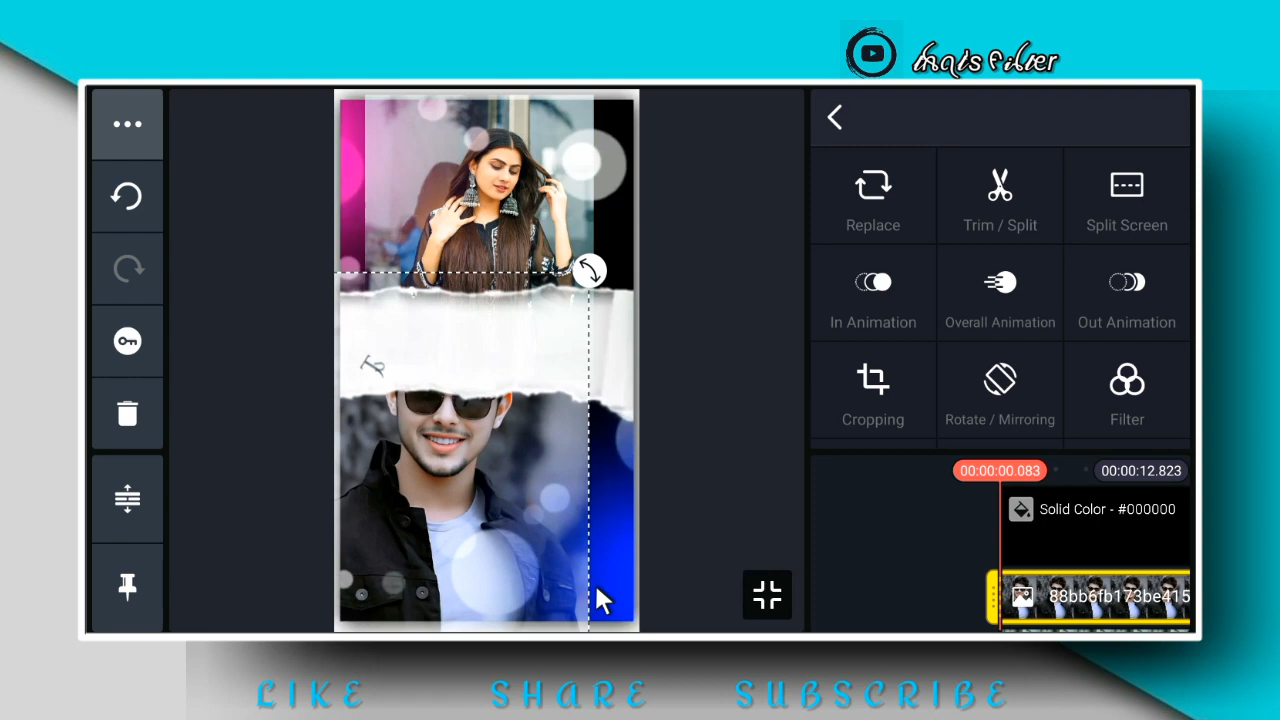 Replace
Trim / Split
Split Screen
In Animation
Overall Animation
Out Animation
Cropping
Rotate / Mirroring
Filter
00:00:00.083
00:00:12.823
Solid Color - #000000
88bb6fb173be415
LIKE SHARE SUBSCRIBE